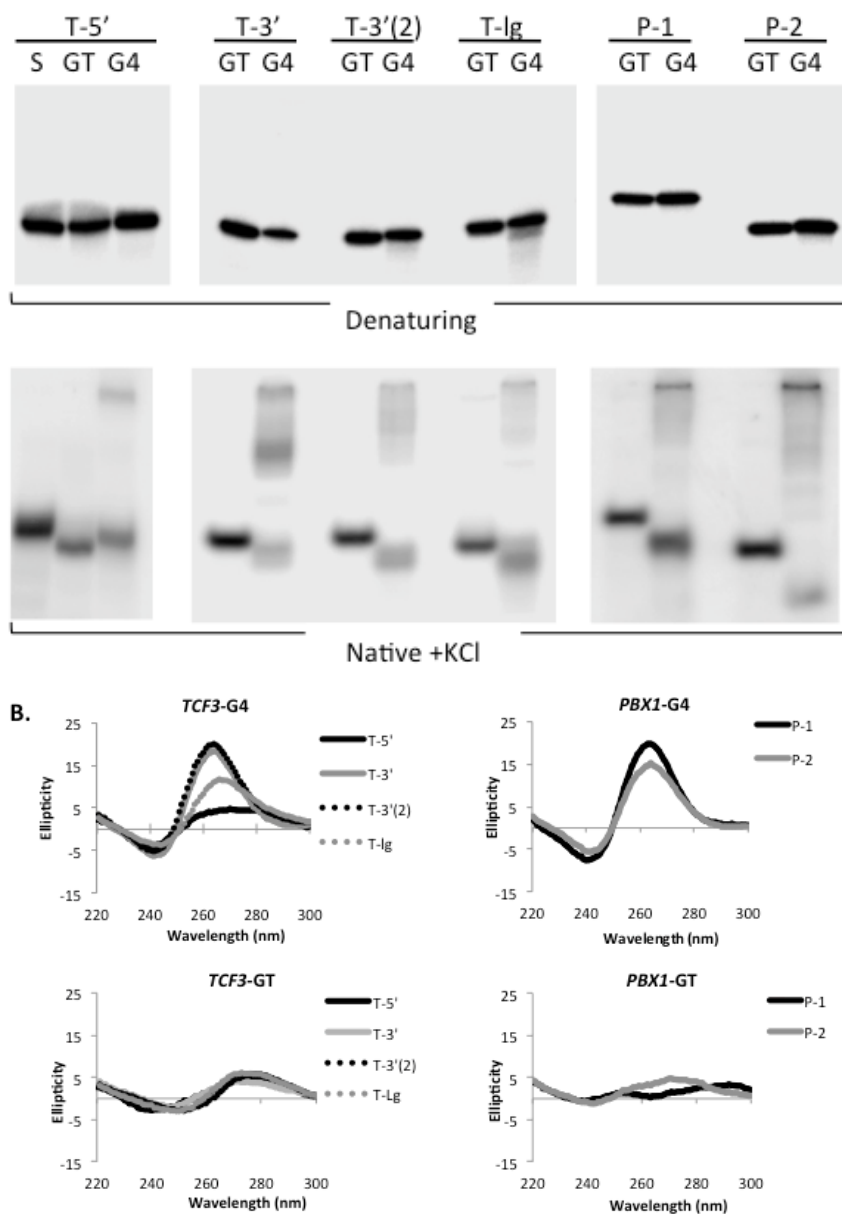 T-5’ T-3’ T-3’(2) T-lg P-1 P-2
S GT G4 GT G4 GT G4 GT G4 GT G4 GT G4
Denaturing
Native +KCl
B.
TCF3-G4
25
15
5
-5
-15
Ellipticity
220 240 260 280 300
Wavelength (nm)
T-5'
T-3'
T-3'(2)
T-lg
PBX1-G4
25
15
5
-5
-15
Ellipticity
220 240 260 280 300
Wavelength (nm)
P-1
P-2
TCF3-GT
25
15
5
-5
-15
Ellipticity
220 240 260 280 300
Wavelength (nm)
T-5'
T-3'
T-3'(2)
T-Lg
PBX1-GT
25
15
5
-5
-15
Ellipticity
220 240 260 280 300
Wavelength (nm)
P-1
P-2